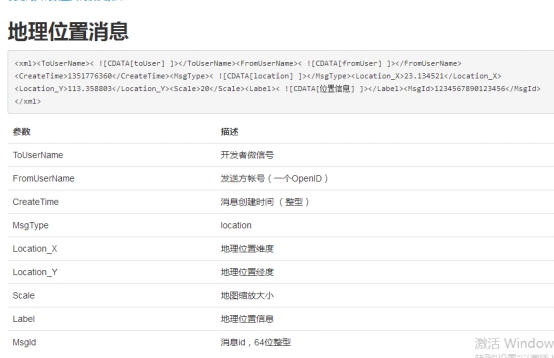 地理位置消息
<xml><ToUserName>< ![CDATA[toUser] ]></ToUserName><FromUserName>< ![CDATA[fromUser] ]></FromUserName>
<CreateTime>1351776360</CreateTime><MsgType>< ![CDATA[location] ]></MsgType><Location_X>23.134521</Location_X>
<Location_Y>113.358803</Location_Y><Scale>20</Scale><Label>< ![CDATA[位置信息] ]></Label><MsgId>1234567890123456</MsgId>
</xml>
参数 描述
ToUserName 开发者微信号
FromUserName 发送方帐号（一个OpenID）
CreateTime 消息创建时间 （整型）
MsgType location
Location_X 地理位置维度
Location_Y 地理位置经度
Scale 地图缩放大小
Label 地理位置信息
MsgId 消息id，64位整型
激活 Window